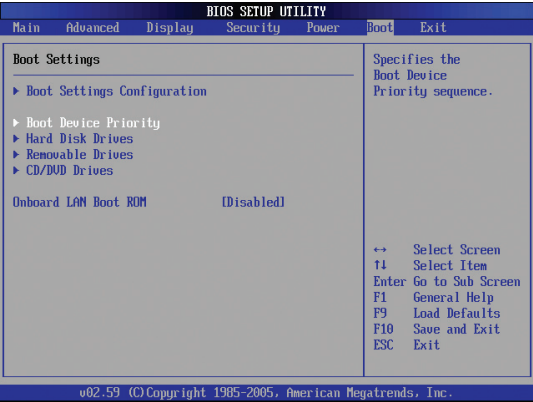 BIOS SETUP UTILITY
Main Advanced Display Security Power Boot Exit
Boot Settings
Boot Settings Configuration
Boot Device Priority
Hard Disk Drives
Removable Drives
CD/DVD Drives
Onboard LAN Boot ROM [Disabled]
Specifies the
Boot Device
Priority sequence.
↔ Select Screen
↑↓ Select Item
Enter Go to Sub Screen
F1 General Help
F9 Load Defaults
F10 Save and Exit
ESC Exit
v02.59 (C)Copyright 1985-2005, American Megatrends, Inc.